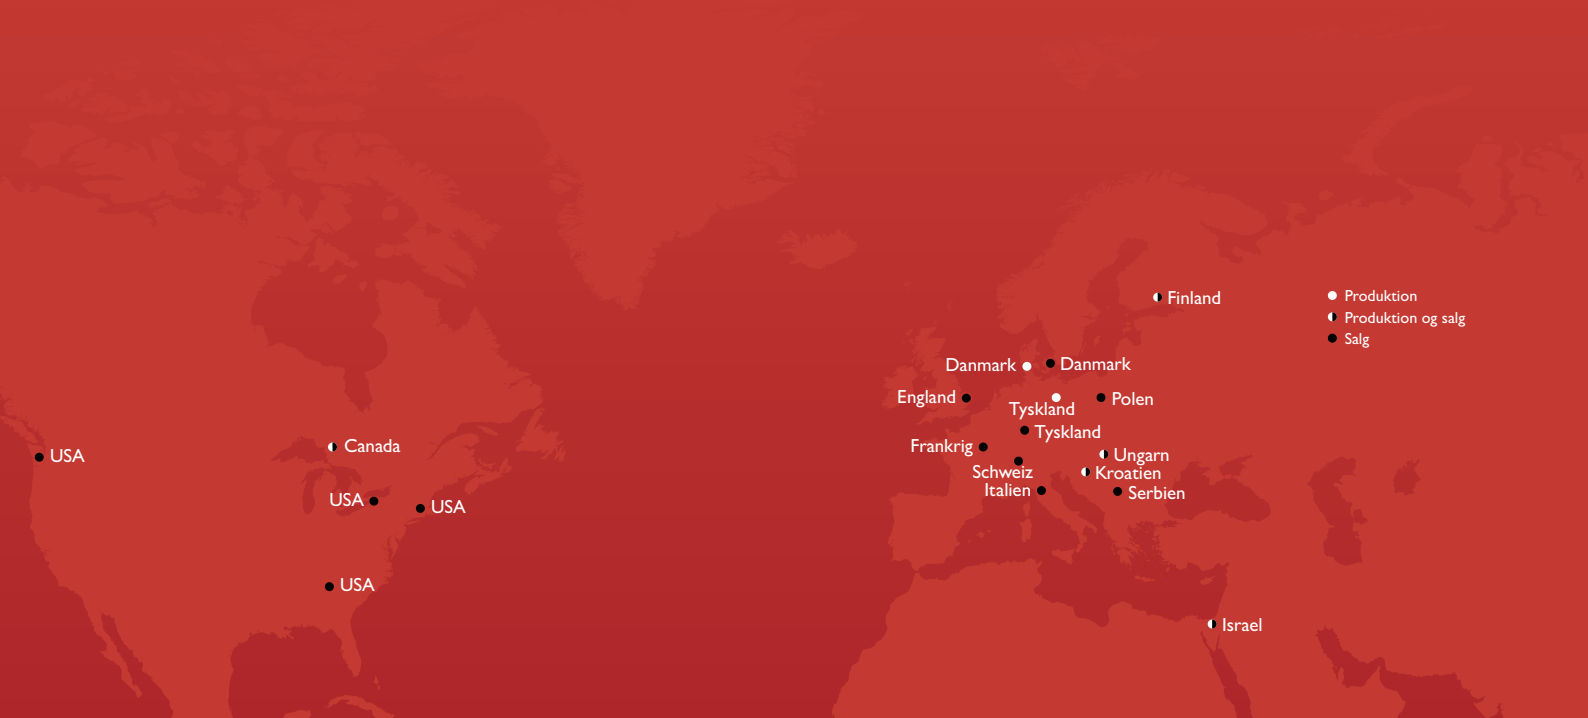 Finland
Produktion
Produktion og salg
Salg
Danmark
Danmark
England
Tyskland
Polen
Tyskland
Canada
Frankrig
USA
Ungarn
Schweiz
Kroatien
Italien
Serbien
USA
USA
USA
Israel